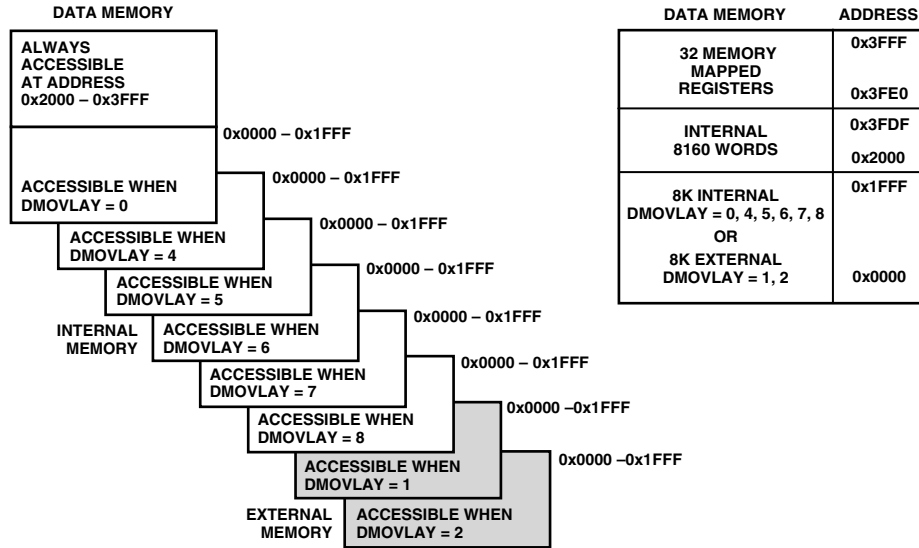 DATA MEMORY
ALWAYS
ACCESSIBLE
AT ADDRESS
0x2000 – 0x3FFF
0x0000 – 0x1FFF
ACCESSIBLE WHEN
DMOVLAY = 0
0x0000 – 0x1FFF
ACCESSIBLE WHEN
DMOVLAY = 4
0x0000 – 0x1FFF
ACCESSIBLE WHEN
DMOVLAY = 5
0x0000 – 0x1FFF
INTERNAL
MEMORY
ACCESSIBLE WHEN
DMOVLAY = 6
0x0000 – 0x1FFF
ACCESSIBLE WHEN
DMOVLAY = 7
0x0000 – 0x1FFF
ACCESSIBLE WHEN
DMOVLAY = 8
0x0000 –0x1FFF
ACCESSIBLE WHEN
DMOVLAY = 1
0x0000 –0x1FFF
EXTERNAL
MEMORY
ACCESSIBLE WHEN
DMOVLAY = 2
DATA MEMORY ADDRESS
32 MEMORY
MAPPED
REGISTERS
0x3FFF
0x3FE0
INTERNAL
8160 WORDS
0x3FDF
0x2000
8K INTERNAL
DMOVLAY = 0, 4, 5, 6, 7, 8
OR
8K EXTERNAL
DMOVLAY = 1, 2
0x1FFF
0x0000